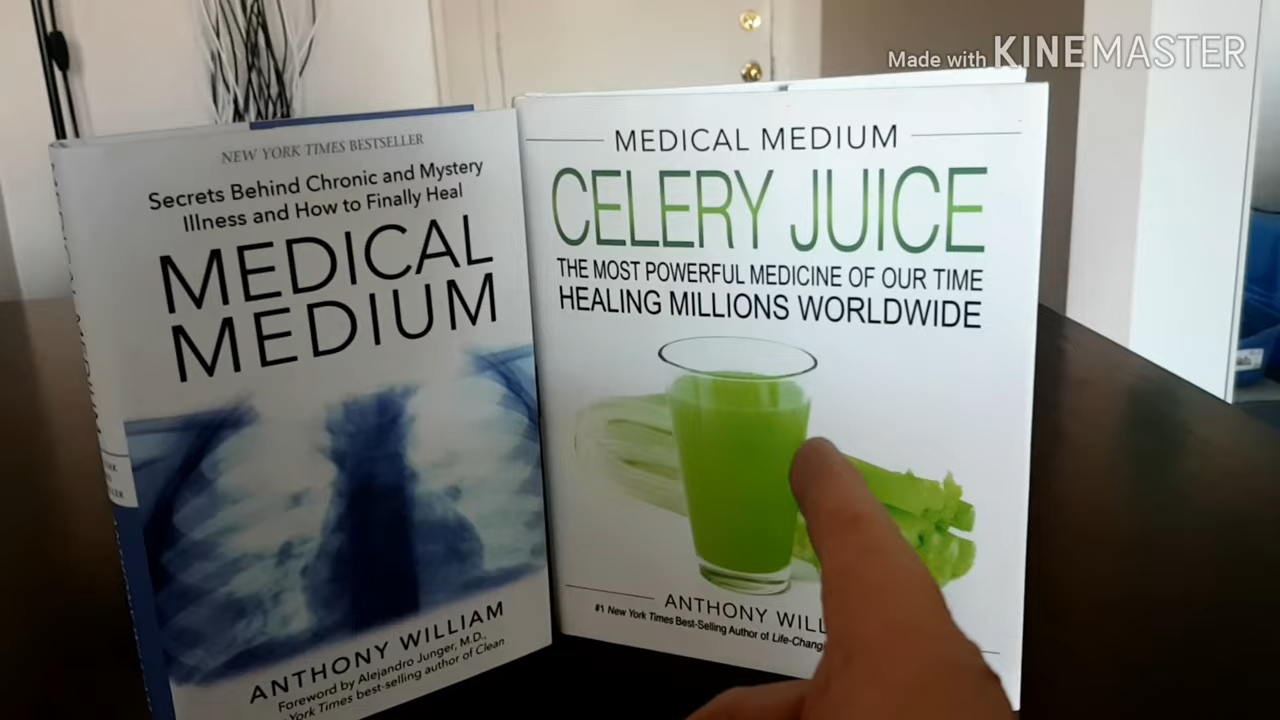 Made with KINEMASTER
NEW YORK TIMES BESTSELLER
Secrets Behind Chronic and Mystery
Illness and How to Finally Heal
MEDICAL
MEDIUM
ANTHONY WILLIAM
Foreword by Alejandro Junger, M.D.,
York Times best-selling author of Clean
MEDICAL MEDIUM
CELERY JUICE
THE MOST POWERFUL MEDICINE OF OUR TIME
HEALING MILLIONS WORLDWIDE
ANTHONY WILL
#1 New York Times Best-Selling Author of Life-Chang